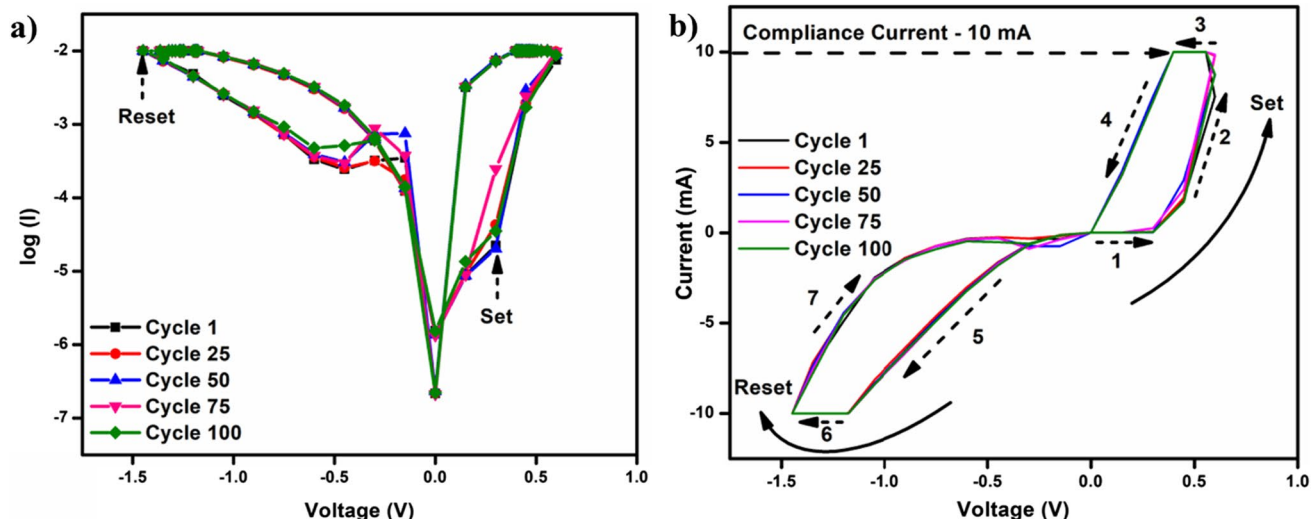 a)
-2
-3
-4
-5
-6
-7
log (I)
Reset
Set
Cycle 1
Cycle 25
Cycle 50
Cycle 75
Cycle 100
-1.5
-1.0
-0.5
0.0
0.5
1.0
Voltage (V)
b)
Compliance Current - 10 mA
10
5
0
-5
-10
Current (mA)
Cycle 1
Cycle 25
Cycle 50
Cycle 75
Cycle 100
3
4
2
Set
1
7
5
Reset
6
-1.5
-1.0
-0.5
0.0
0.5
1.0
Voltage (V)